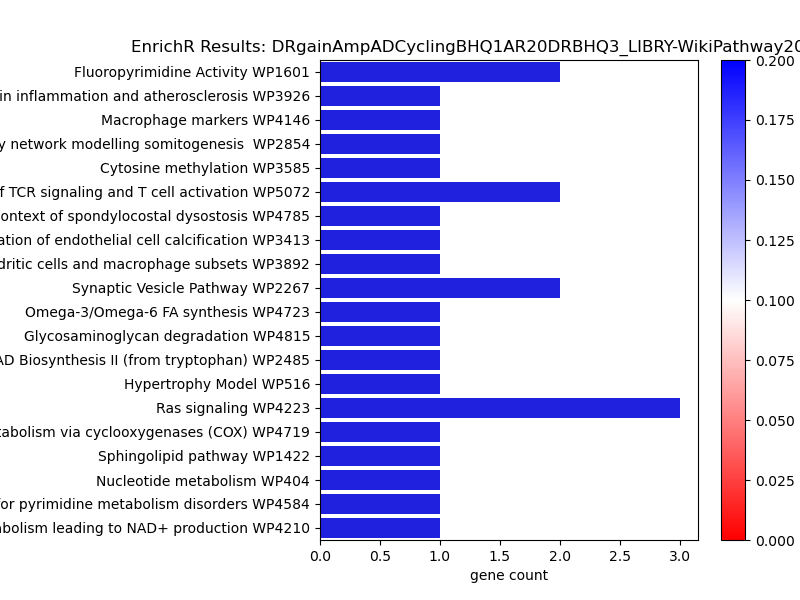 EnrichR Results: DRgainAmpADCyclingBHQ1AR20DRBHQ3_LIBRY-WikiPathway20
Fluoropyrimidine Activity WP1601
in inflammation and atherosclerosis WP3926
Macrophage markers WP4146
y network modelling somitogenesis  WP2854
Cytosine methylation WP3585
of TCR signaling and T cell activation WP5072
context of spondylocostal dysostosis WP4785
ation of endothelial cell calcification WP3413
dritic cells and macrophage subsets WP3892
Synaptic Vesicle Pathway WP2267
Omega-3/Omega-6 FA synthesis WP4723
Glycosaminoglycan degradation WP4815
AD Biosynthesis II (from tryptophan) WP2485
Hypertrophy Model WP516
Ras signaling WP4223
tabolism via cyclooxygenases (COX) WP4719
Sphingolipid pathway WP1422
Nucleotide metabolism WP404
for pyrimidine metabolism disorders WP4584
abolism leading to NAD+ production WP4210
0.0 0.5 1.0 1.5 2.0 2.5 3.0
gene count
0.200
0.175
0.150
0.125
0.100
0.075
0.050
0.025
0.000